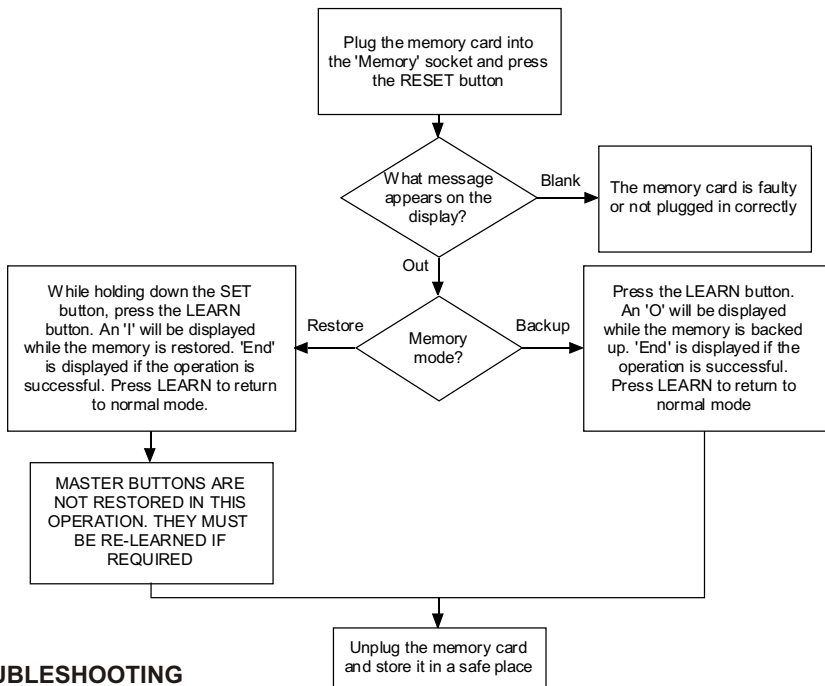 Plug the memory card into
the 'Memory' socket and press
the RESET button
What message
appears on the
display?
Blank
The memory card is faulty
or not plugged in correctly
Out
While holding down the SET
button, press the LEARN
button. An 'I' will be displayed
while the memory is restored. 'End'
is displayed if the operation is
successful. Press LEARN to return
to normal mode.
Restore
Memory
mode?
Backup
Press the LEARN button.
An 'O' will be displayed
while the memory is backed
up. 'End' is displayed if the
operation is successful.
Press LEARN to return to
normal mode
MASTER BUTTONS ARE
NOT RESTORED IN THIS
OPERATION. THEY MUST
BE RE-LEARNED IF
REQUIRED
Unplug the memory card
and store it in a safe place
UBLESHOOTING